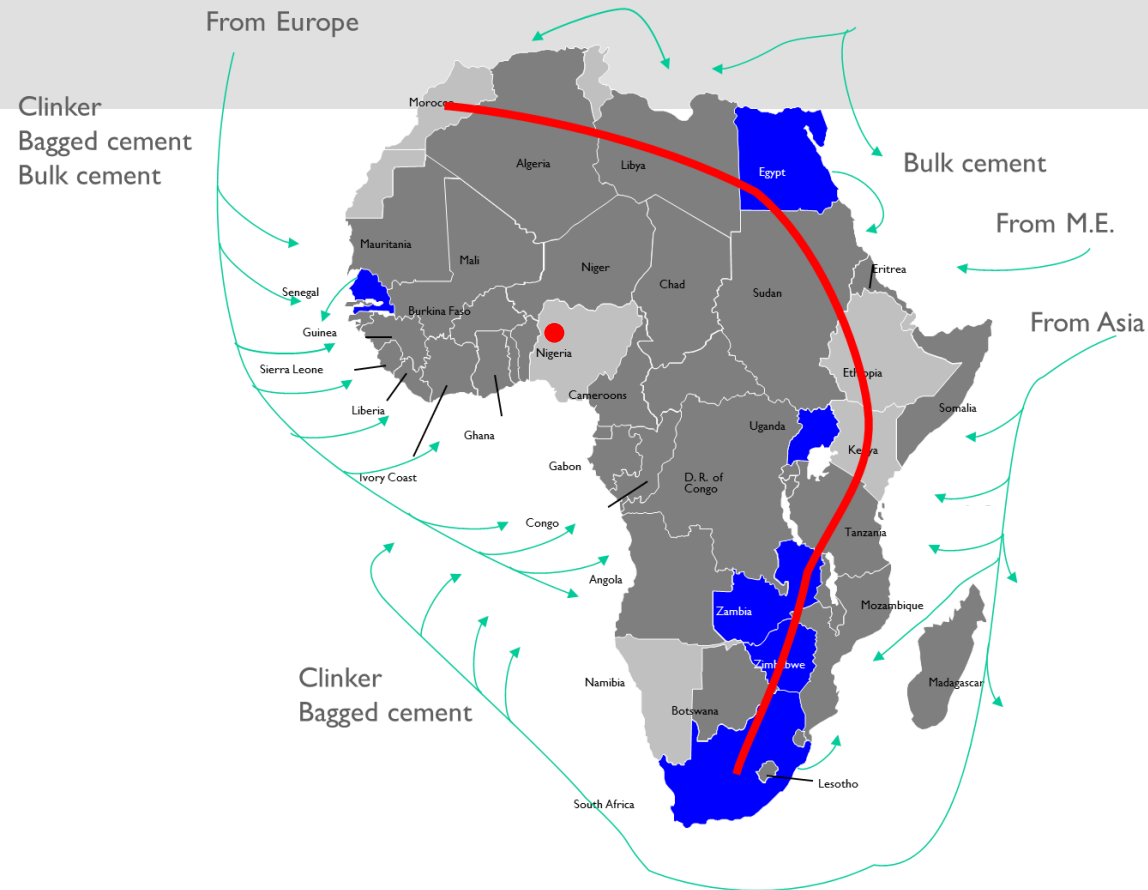 From Europe
Clinker
Bagged cement
Bulk cement
Morocco
Algeria
Libya
Egypt
Bulk cement
From M.E.
Mauritania
Mali
Niger
Chad
Sudan
Eritrea
Senegal
Burkina Faso
From Asia
Guinea
Nigeria
Sierra Leone
Ethiopia
Liberia
Cameroons
Somalia
Ghana
Uganda
Kenya
Ivory Coast
Gabon
D. R. of
Congo
Congo
Tanzania
Angola
Mozambique
Zambia
Clinker
Bagged cement
Zimbabwe
Namibia
Madagascar
Botswana
Lesotho
South Africa